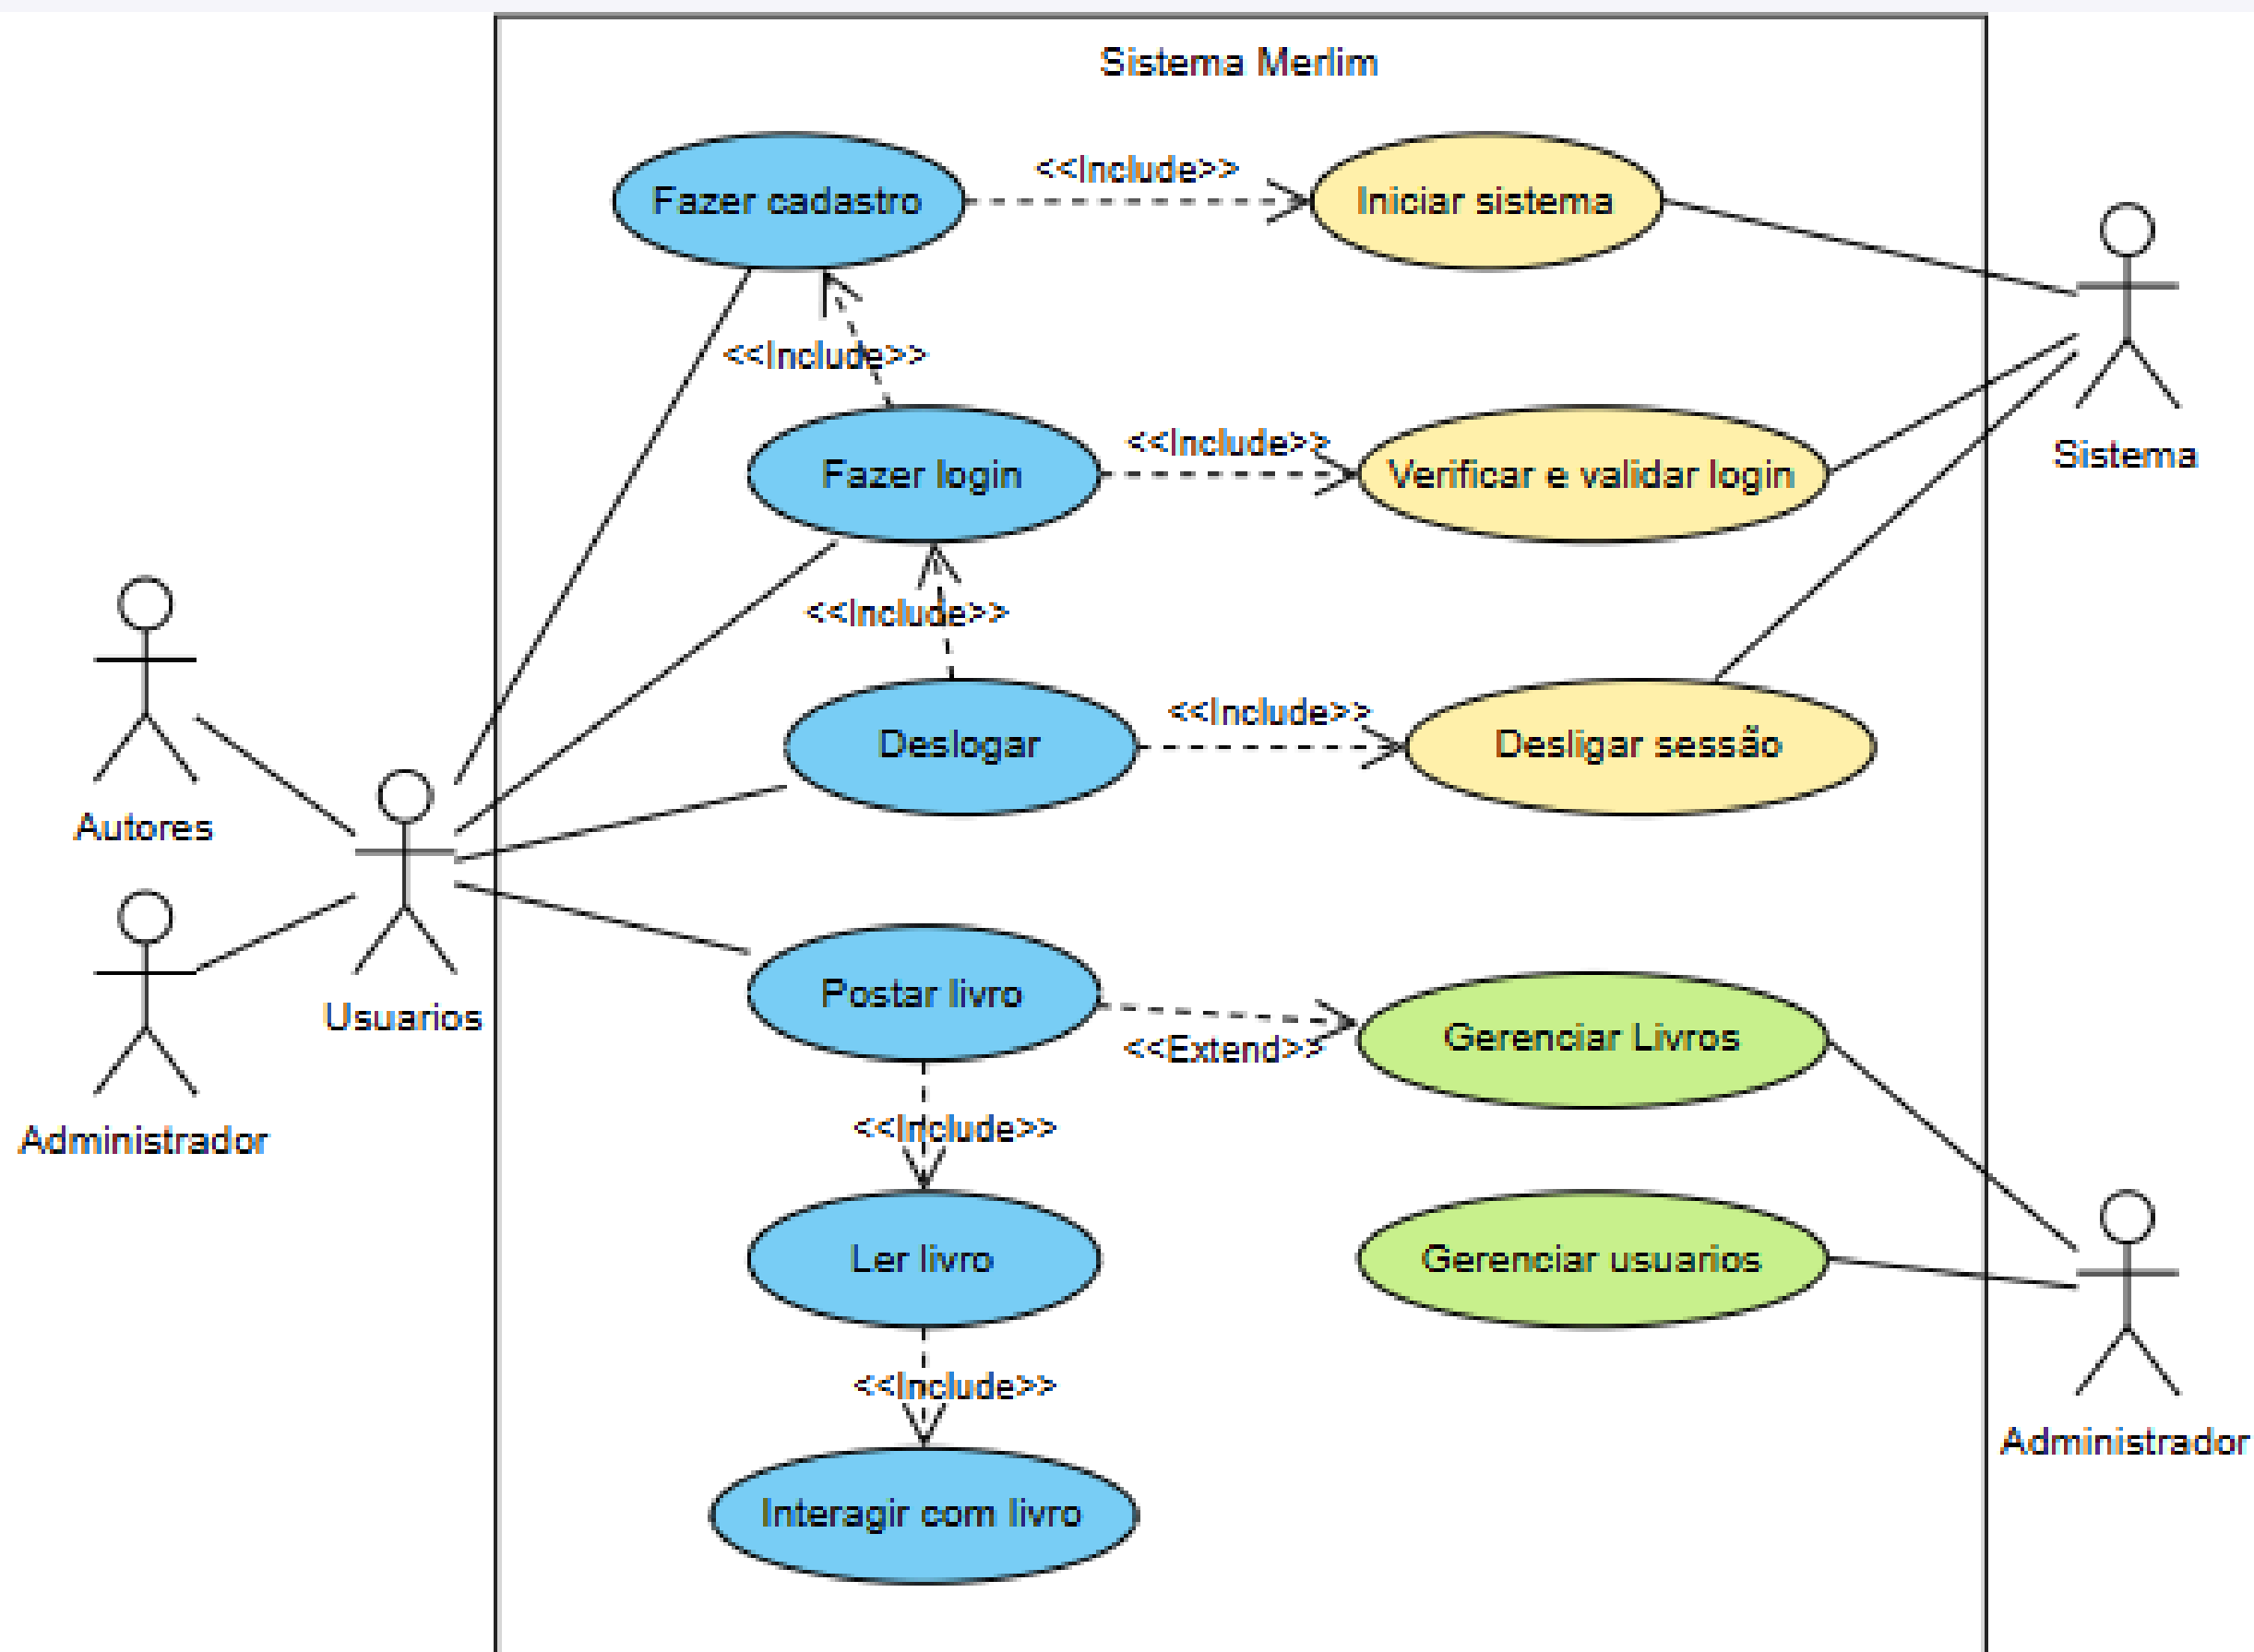 Sistema Merlim
Fazer cadastro
<<Include>>
Iniciar sistema
<<Include>>
Fazer login
<<Include>>
Verificar e validar login
Sistema
<<Include>>
Deslogar
<<Include>>
Desligar sessão
Autores
Administrador
Usuarios
Postar livro
<<Extend>>
Gerenciar Livros
<<Include>>
Ler livro
Gerenciar usuarios
<<Include>>
Interagir com livro
Administrador